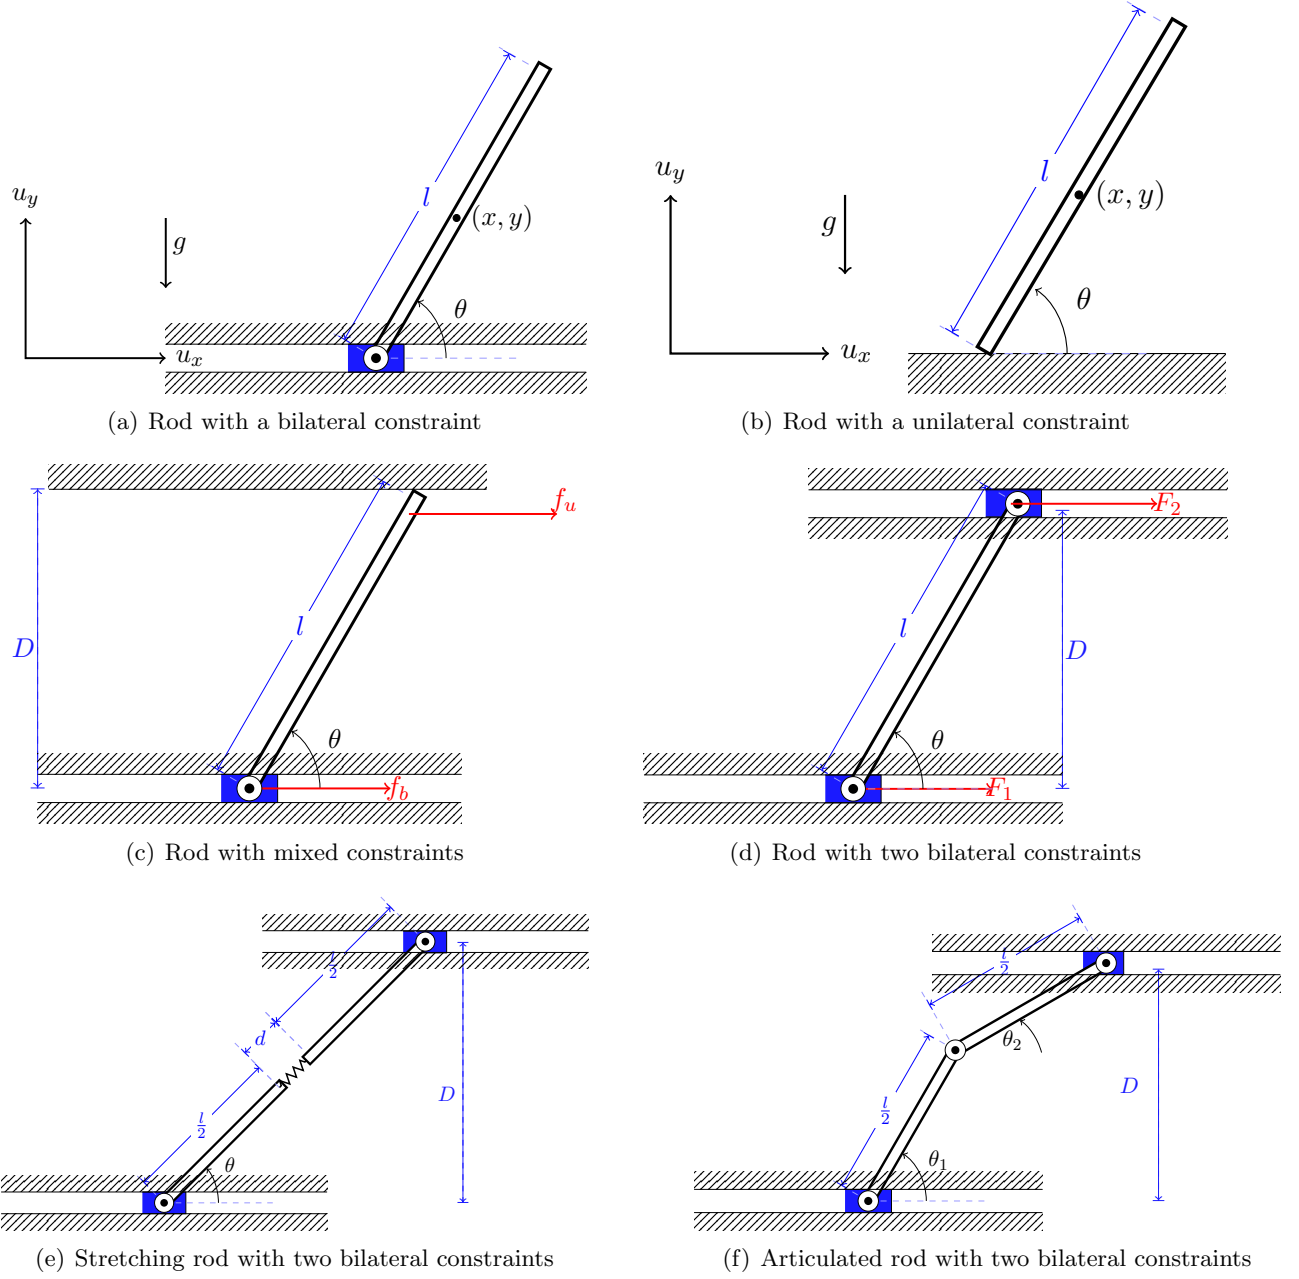 u_y
l
(x, y)
g
θ
u_x
(a) Rod with a bilateral constraint
u_y
l
(x, y)
g
θ
u_x
(b) Rod with a unilateral constraint
f_u
l
D
θ
f_b
(c) Rod with mixed constraints
F_2
l
D
θ
F_1
(d) Rod with two bilateral constraints
l/2
d
D
l/2
θ
(e) Stretching rod with two bilateral constraints
l/2
θ_2
D
l/2
θ_1
(f) Articulated rod with two bilateral constraints